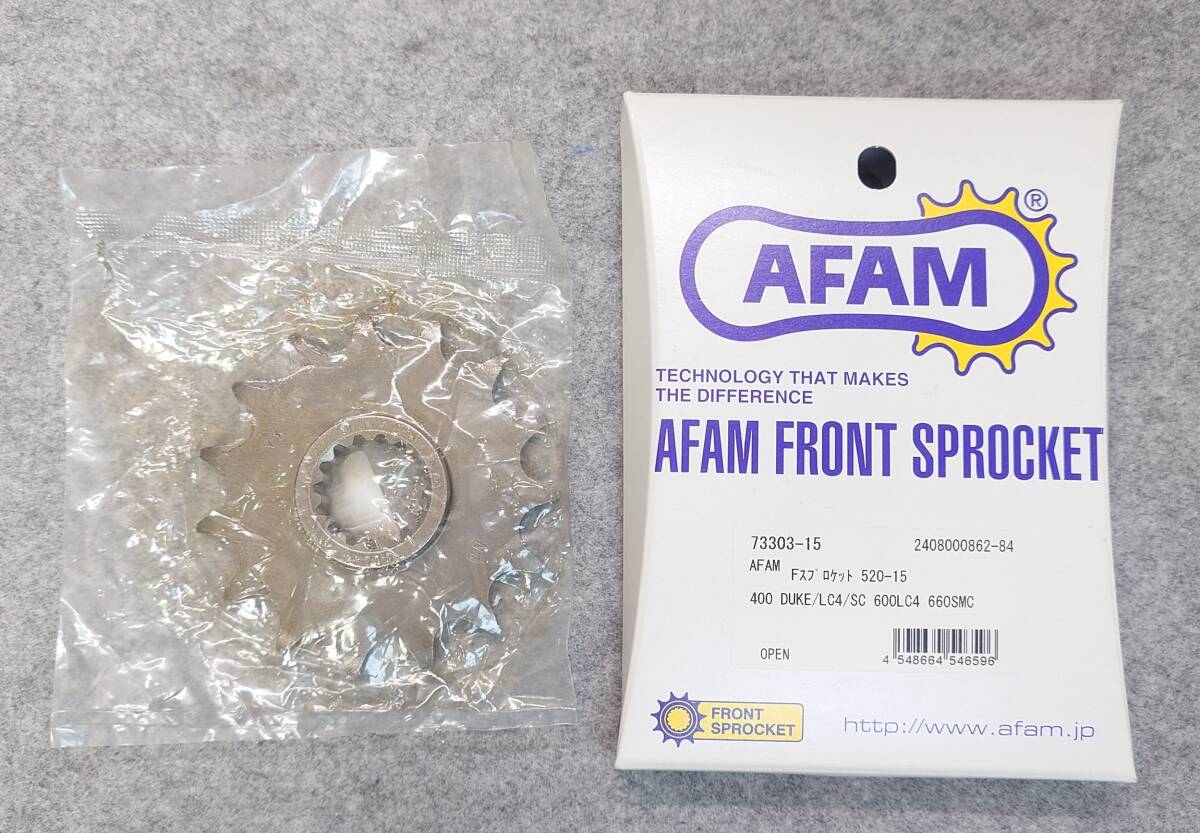 AFAM®
TECHNOLOGY THAT MAKES
THE DIFFERENCE
AFAM FRONT SPROCKET
73303-15 2408000862-84
AFAM
Fｽﾌﾟﾛｹｯﾄ 520-15
400 DUKE/LC4/SC 600LC4 660SMC
OPEN
4 548664 546596
FRONT
SPROCKET
http://www.afam.jp